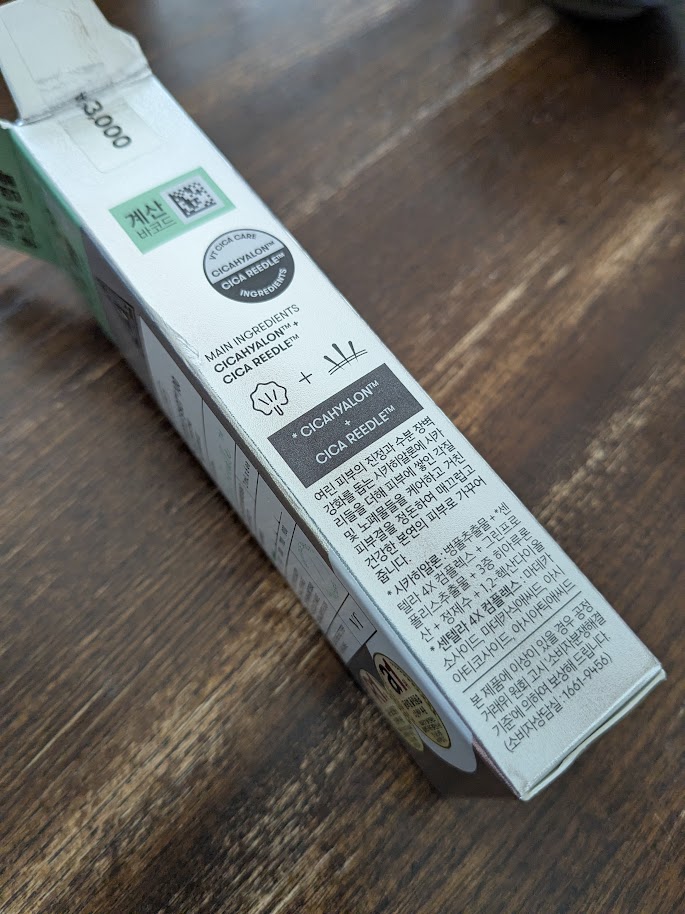 ₩3,000
계산
바코드
VT CICA CARE
CICAHYALON™
CICA REEDLE™
INGREDIENTS
MAIN INGREDIENTS
CICAHYALON™ +
CICA REEDLE™
+
* CICAHYALON™
+
CICA REEDLE™
여린 피부의 진정과 수분 장벽
강화를 돕는 시카히알론에 시카
리들을 더해 피부에 쌓인 각질
및 노폐물들을 케어하고 거친
피부결을 정돈하여 매끄럽고
건강한 본연의 피부로 가꾸어
줍니다.
* 시카히알론: 병풀추출물 + *센
텔라 4X 컴플렉스 + 그린프로
폴리스추출물 + 3중 히아루론
산 + 정제수 + 1,2-헥산다이올
* 센텔라 4X 컴플렉스: 마데카
소사이드, 마데카식애씨드, 아시
아티코사이드, 아시아틱애씨드
본 제품에 이상이 있을 경우 공정
거래위원회 고시 소비자분쟁해결
기준에 의하여 보상해 드립니다.
(소비자상담실 : 1661-9456)
VT